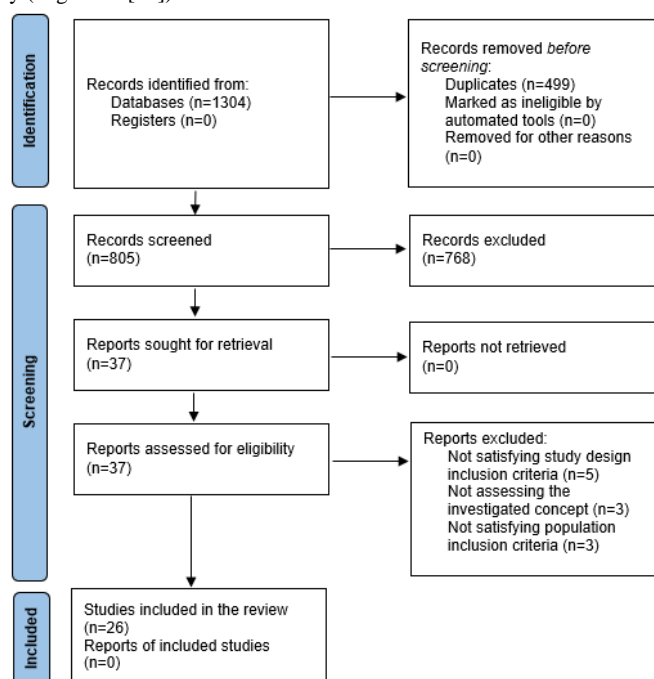 Identification
Records identified from:
Databases (n=1304)
Registers (n=0)
Records removed before
screening:
Duplicates (n=499)
Marked as ineligible by
automated tools (n=0)
Removed for other reasons
(n=0)
Screening
Records screened
(n=805)
Records excluded
(n=768)
Reports sought for retrieval
(n=37)
Reports not retrieved
(n=0)
Reports assessed for eligibility
(n=37)
Reports excluded:
Not satisfying study design
inclusion criteria (n=5)
Not assessing the
investigated concept (n=3)
Not satisfying population
inclusion criteria (n=3)
Included
Studies included in the review
(n=26)
Reports of included studies
(n=0)